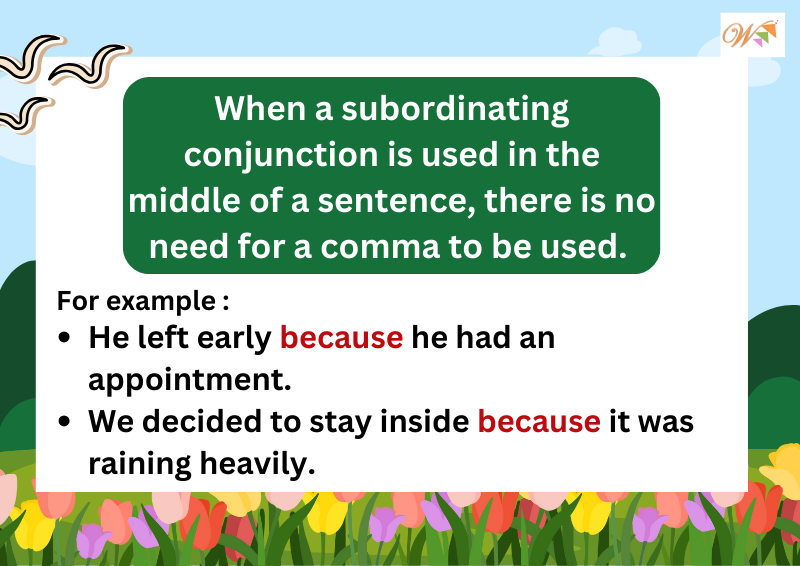 W
When a subordinating
conjunction is used in the
middle of a sentence, there is no
need for a comma to be used.
For example :
• He left early because he had an
appointment.
• We decided to stay inside because it was
raining heavily.